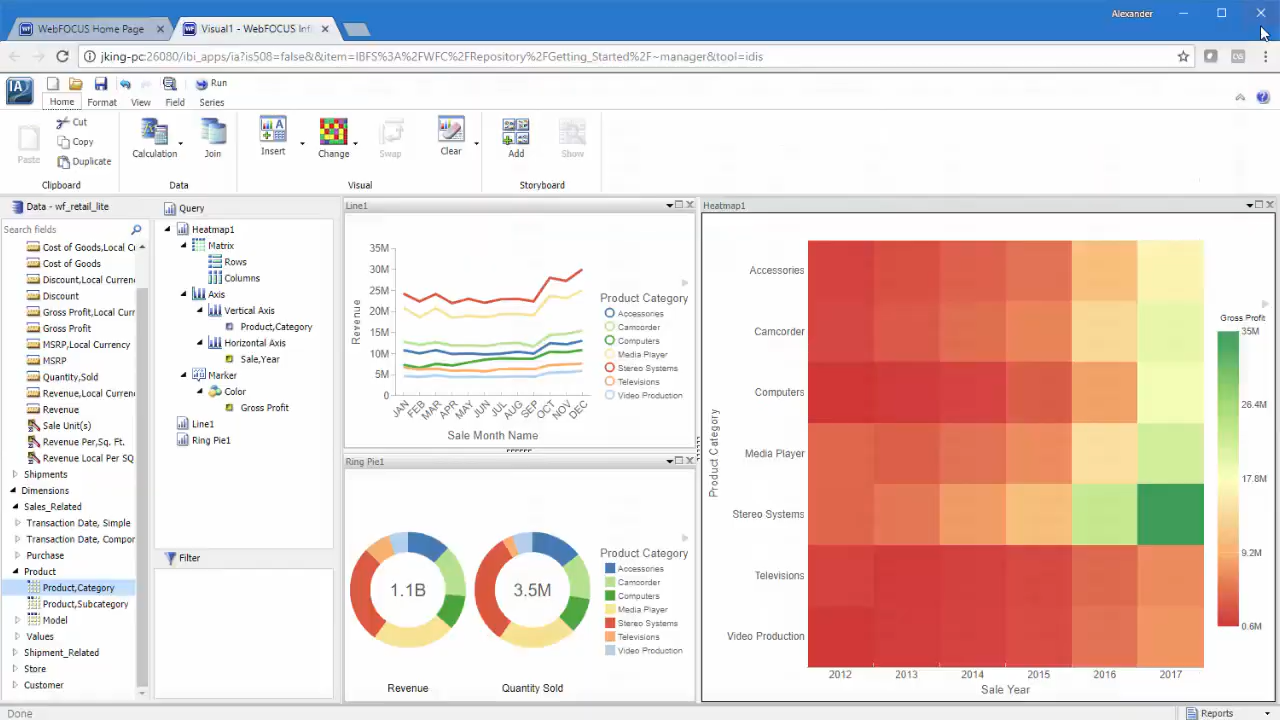 WebFOCUS Home Page
Visual1 - WebFOCUS Inf
Alexander
jking-pc:26080/ibi_apps/ia?is508=false&&item=IBFS%3A%2FWFC%2FRepository%2FGetting_Started%2F~manager&tool=idis
IA
Run
Home
Format
View
Field
Series
Paste
Cut
Copy
Duplicate
Clipboard
Calculation
Join
Data
Insert
Change
Swap
Clear
Visual
Add
Show
Storyboard
Data - wf_retail_lite
Search fields
Cost of Goods,Local C
Cost of Goods
Discount,Local Currenc
Discount
Gross Profit,Local Curr
Gross Profit
MSRP,Local Currency
MSRP
Quantity,Sold
Revenue,Local Currenc
Revenue
Sale Unit(s)
Revenue Per,Sq. Ft.
Revenue Local Per SQ
Shipments
Dimensions
Sales_Related
Transaction Date, Simple
Transaction Date, Compor
Purchase
Product
Product,Category
Product,Subcategory
Model
Values
Shipment_Related
Store
Customer
Query
Heatmap1
Matrix
Rows
Columns
Axis
Vertical Axis
Product,Category
Horizontal Axis
Sale,Year
Marker
Color
Gross Profit
Line1
Ring Pie1
Filter
Line1
35M
30M
25M
20M
15M
10M
5M
0
Revenue
JAN
FEB
MAR
APR
MAY
JUN
JUL
AUG
SEP
OCT
NOV
DEC
Sale Month Name
Product Category
Accessories
Camcorder
Computers
Media Player
Stereo Systems
Televisions
Video Production
Ring Pie1
1.1B
3.5M
Revenue
Quantity Sold
Product Category
Accessories
Camcorder
Computers
Media Player
Stereo Systems
Televisions
Video Production
Heatmap1
Product Category
Accessories
Camcorder
Computers
Media Player
Stereo Systems
Televisions
Video Production
2012
2013
2014
2015
2016
2017
Sale Year
Gross Profit
35M
26.4M
17.8M
9.2M
0.6M
Done
Reports